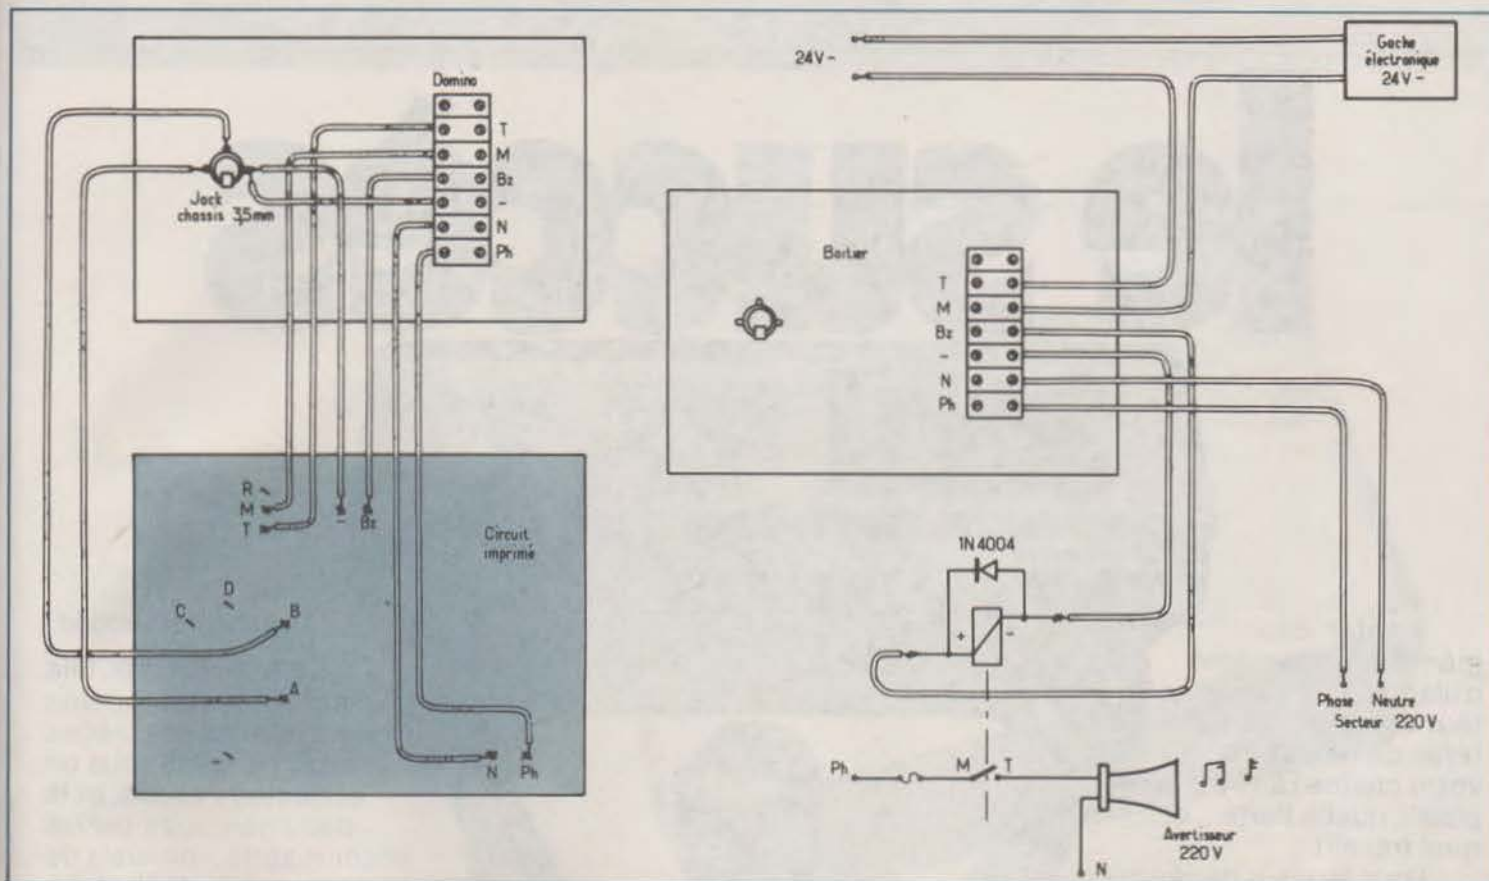 Domino
T
M
Bz
-
N
Ph
Jack
chassis 3,5mm
R
M
T
-
Bz
Circuit
imprimé
D
C
B
A
-
N
Ph
24V~
Gache
électronique
24V~
Boitier
T
M
Bz
-
N
Ph
1N4004
+
-
Phase Neutre
Secteur 220V
Ph
M
T
Avertisseur
220V
N